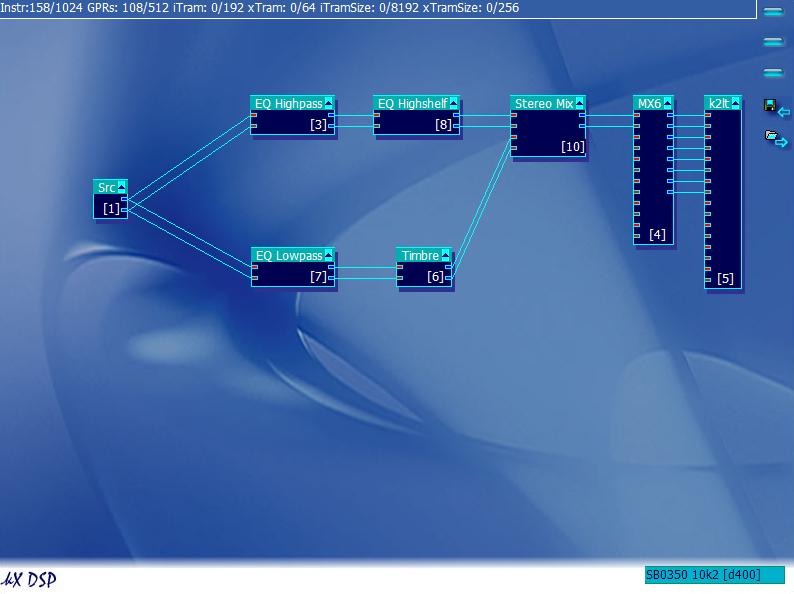 Instr:158/1024 GPRs: 108/512 iTram: 0/192 xTram: 0/64 iTramSize: 0/8192 xTramSize: 0/256
EQ Highpass
[3]
EQ Highshelf
[8]
Stereo Mix
[10]
MX6
[4]
k2lt
[5]
Src
[1]
EQ Lowpass
[7]
Timbre
[6]
kX DSP
SB0350 10k2 [d400]